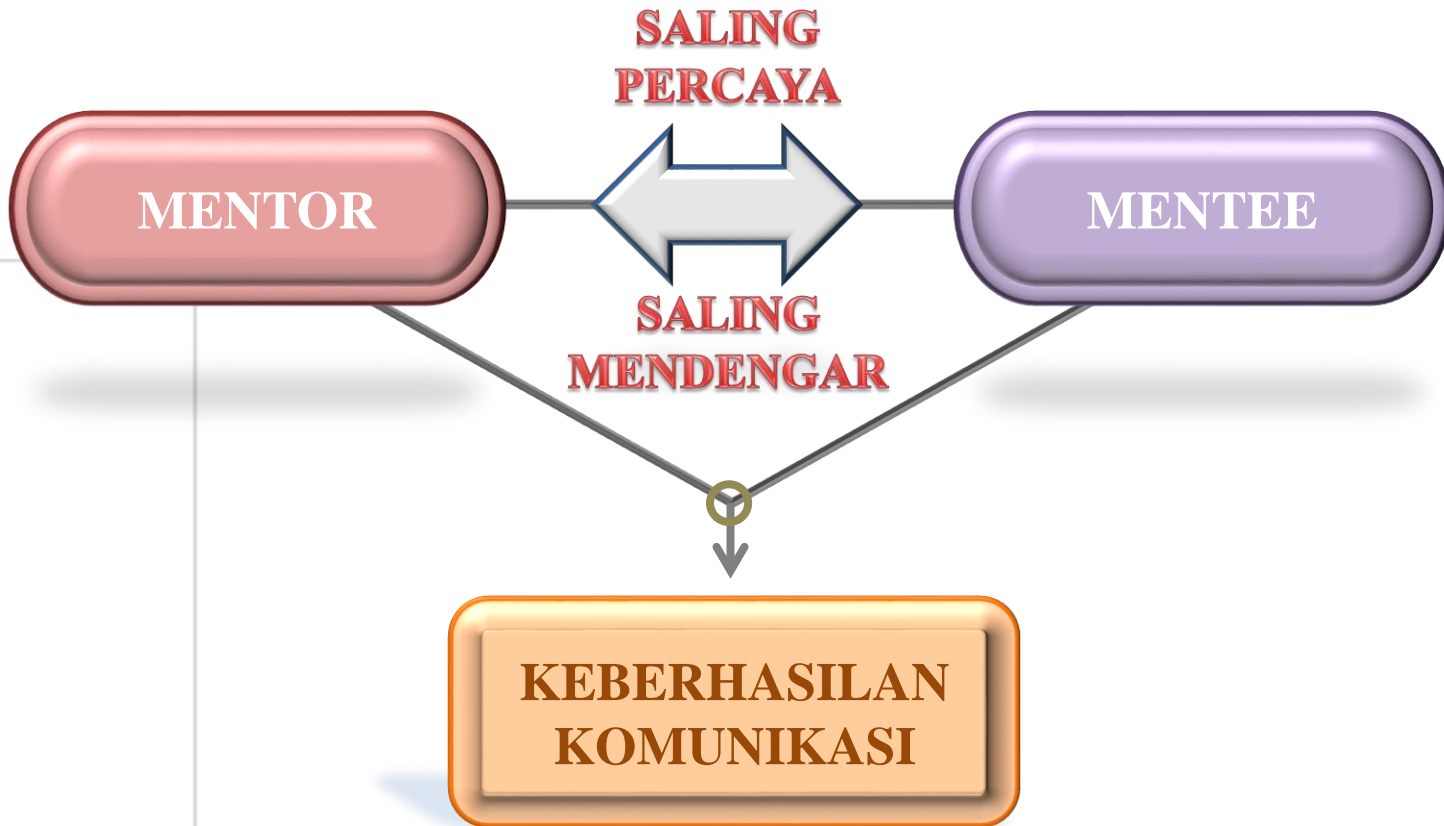 SALING
PERCAYA
MENTOR
MENTEE
SALING
MENDENGAR
KEBERHASILAN
KOMUNIKASI